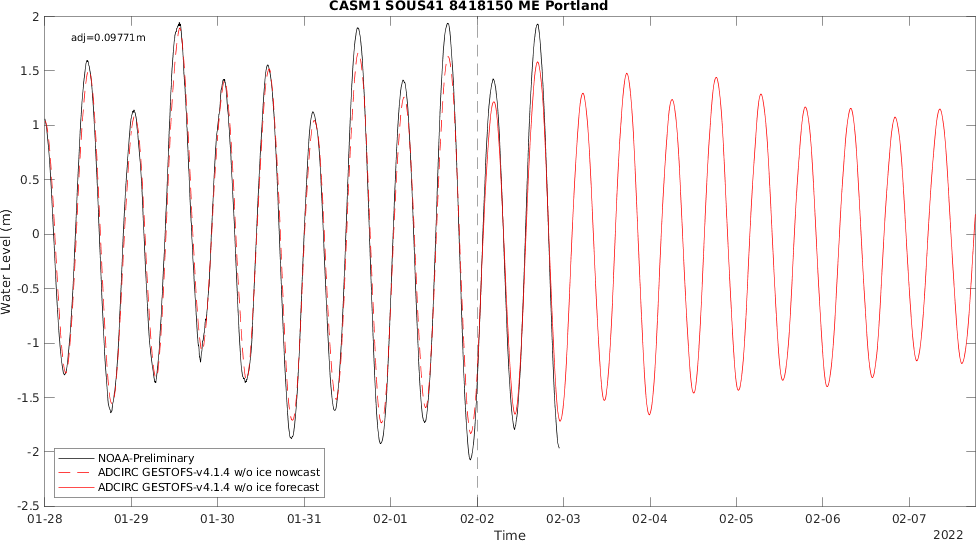 CASM1 SOUS41 8418150 ME Portland
adj=0.09771m
2
1.5
1
0.5
0
-0.5
-1
-1.5
-2
-2.5
Water Level (m)
NOAA-Preliminary
ADCIRC GESTOFS-v4.1.4 w/o ice nowcast
ADCIRC GESTOFS-v4.1.4 w/o ice forecast
01-28 01-29 01-30 01-31 02-01 02-02 02-03 02-04 02-05 02-06 02-07
Time
2022